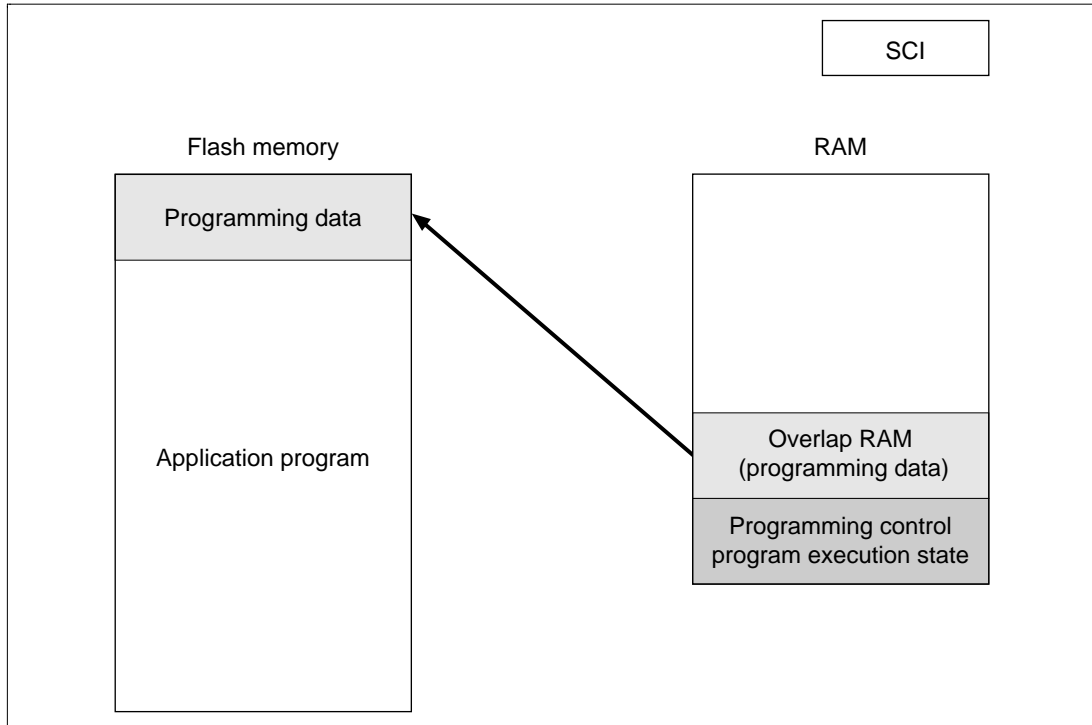 SCI
Flash memory
RAM
Programming data
Application program
Overlap RAM
(programming data)
Programming control
program execution state